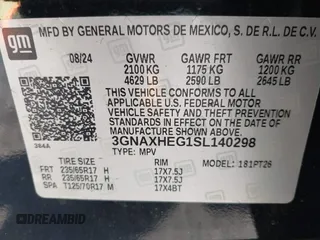 gm
MFD BY GENERAL MOTORS DE MEXICO, S. DE R.L. DE C.V.
08/24 GVWR GAWR FRT GAWR RR
2100 KG 1175 KG 1200 KG
4629 LB 2590 LB 2645 LB
THIS VEHICLE CONFORMS TO ALL APPLICABLE
U.S. FEDERAL MOTOR
VEHICLE SAFETY, BUMPER, AND THEFT PREVENTION
STANDARDS IN EFFECT ON THE DATE OF
MANUFACTURE SHOWN ABOVE.
3GNAXHEG1SL140298
TYPE: MPV MODEL: 1S1PT26
TIRE SIZE RIM
FRT 235/65R17 H 17X7.5J
RR 235/65R17 H 17X7.5J
SPA T125/70R17 M 17X4BT
DREAMBID